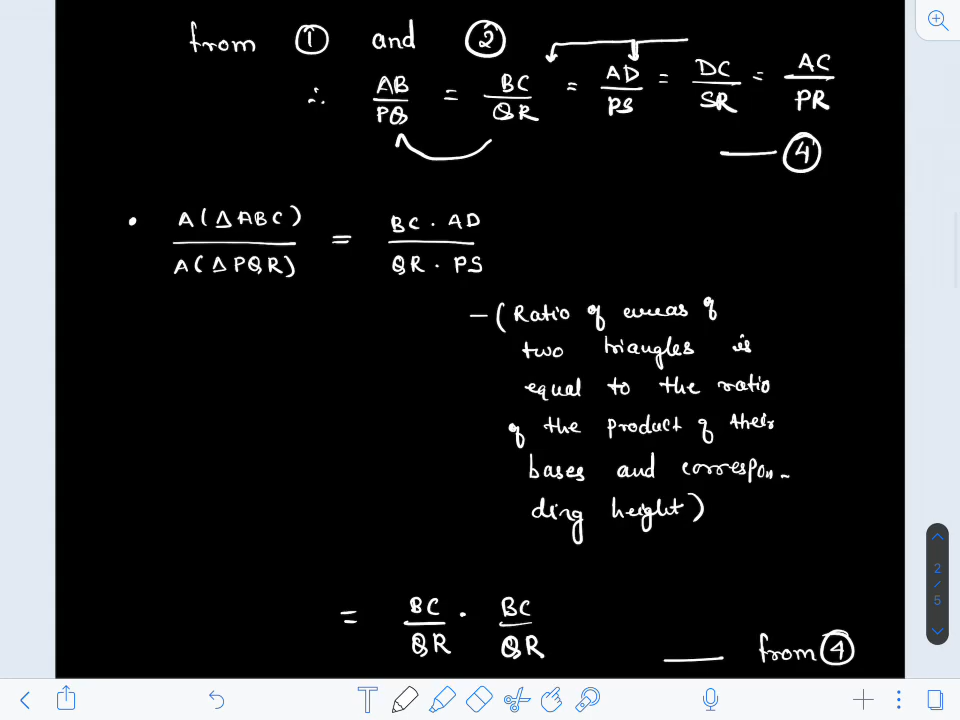 from ① and ②
∴ AB/PQ = BC/QR = AD/PS = DC/SR = AC/PR
— ④
• A(ΔABC)/A(ΔPQR) = BC · AD/QR · PS
– (Ratio of areas of
two triangles is
equal to the ratio
of the product of their
bases and correspon-
ding height)
= BC/QR · BC/QR
— from ④
2
/
5
T